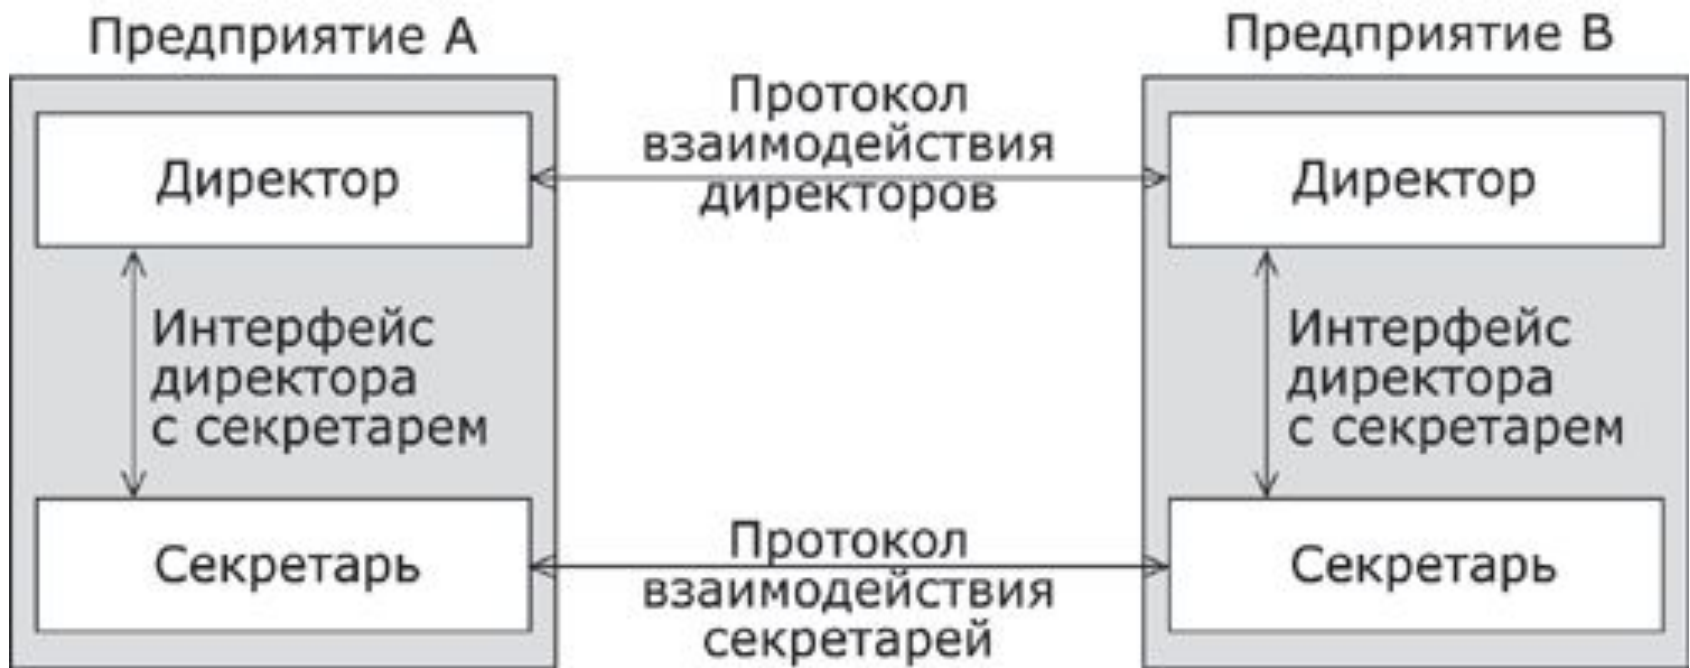 Предприятие А
Предприятие В
Протокол
взаимодействия
директоров
Директор
Директор
Интерфейс
директора
с секретарем
Интерфейс
директора
с секретарем
Протокол
взаимодействия
секретарей
Секретарь
Секретарь